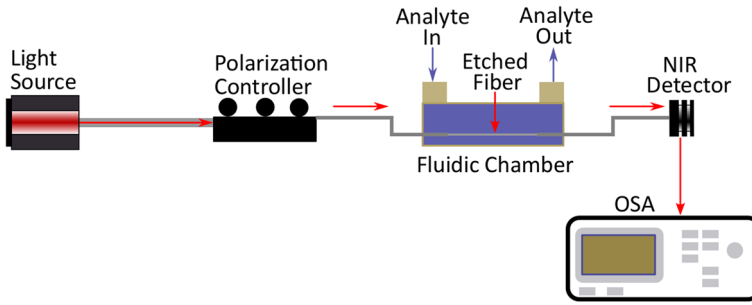 Light
Source
Polarization
Controller
Analyte
In
Etched
Fiber
Analyte
Out
Fluidic Chamber
NIR
Detector
OSA